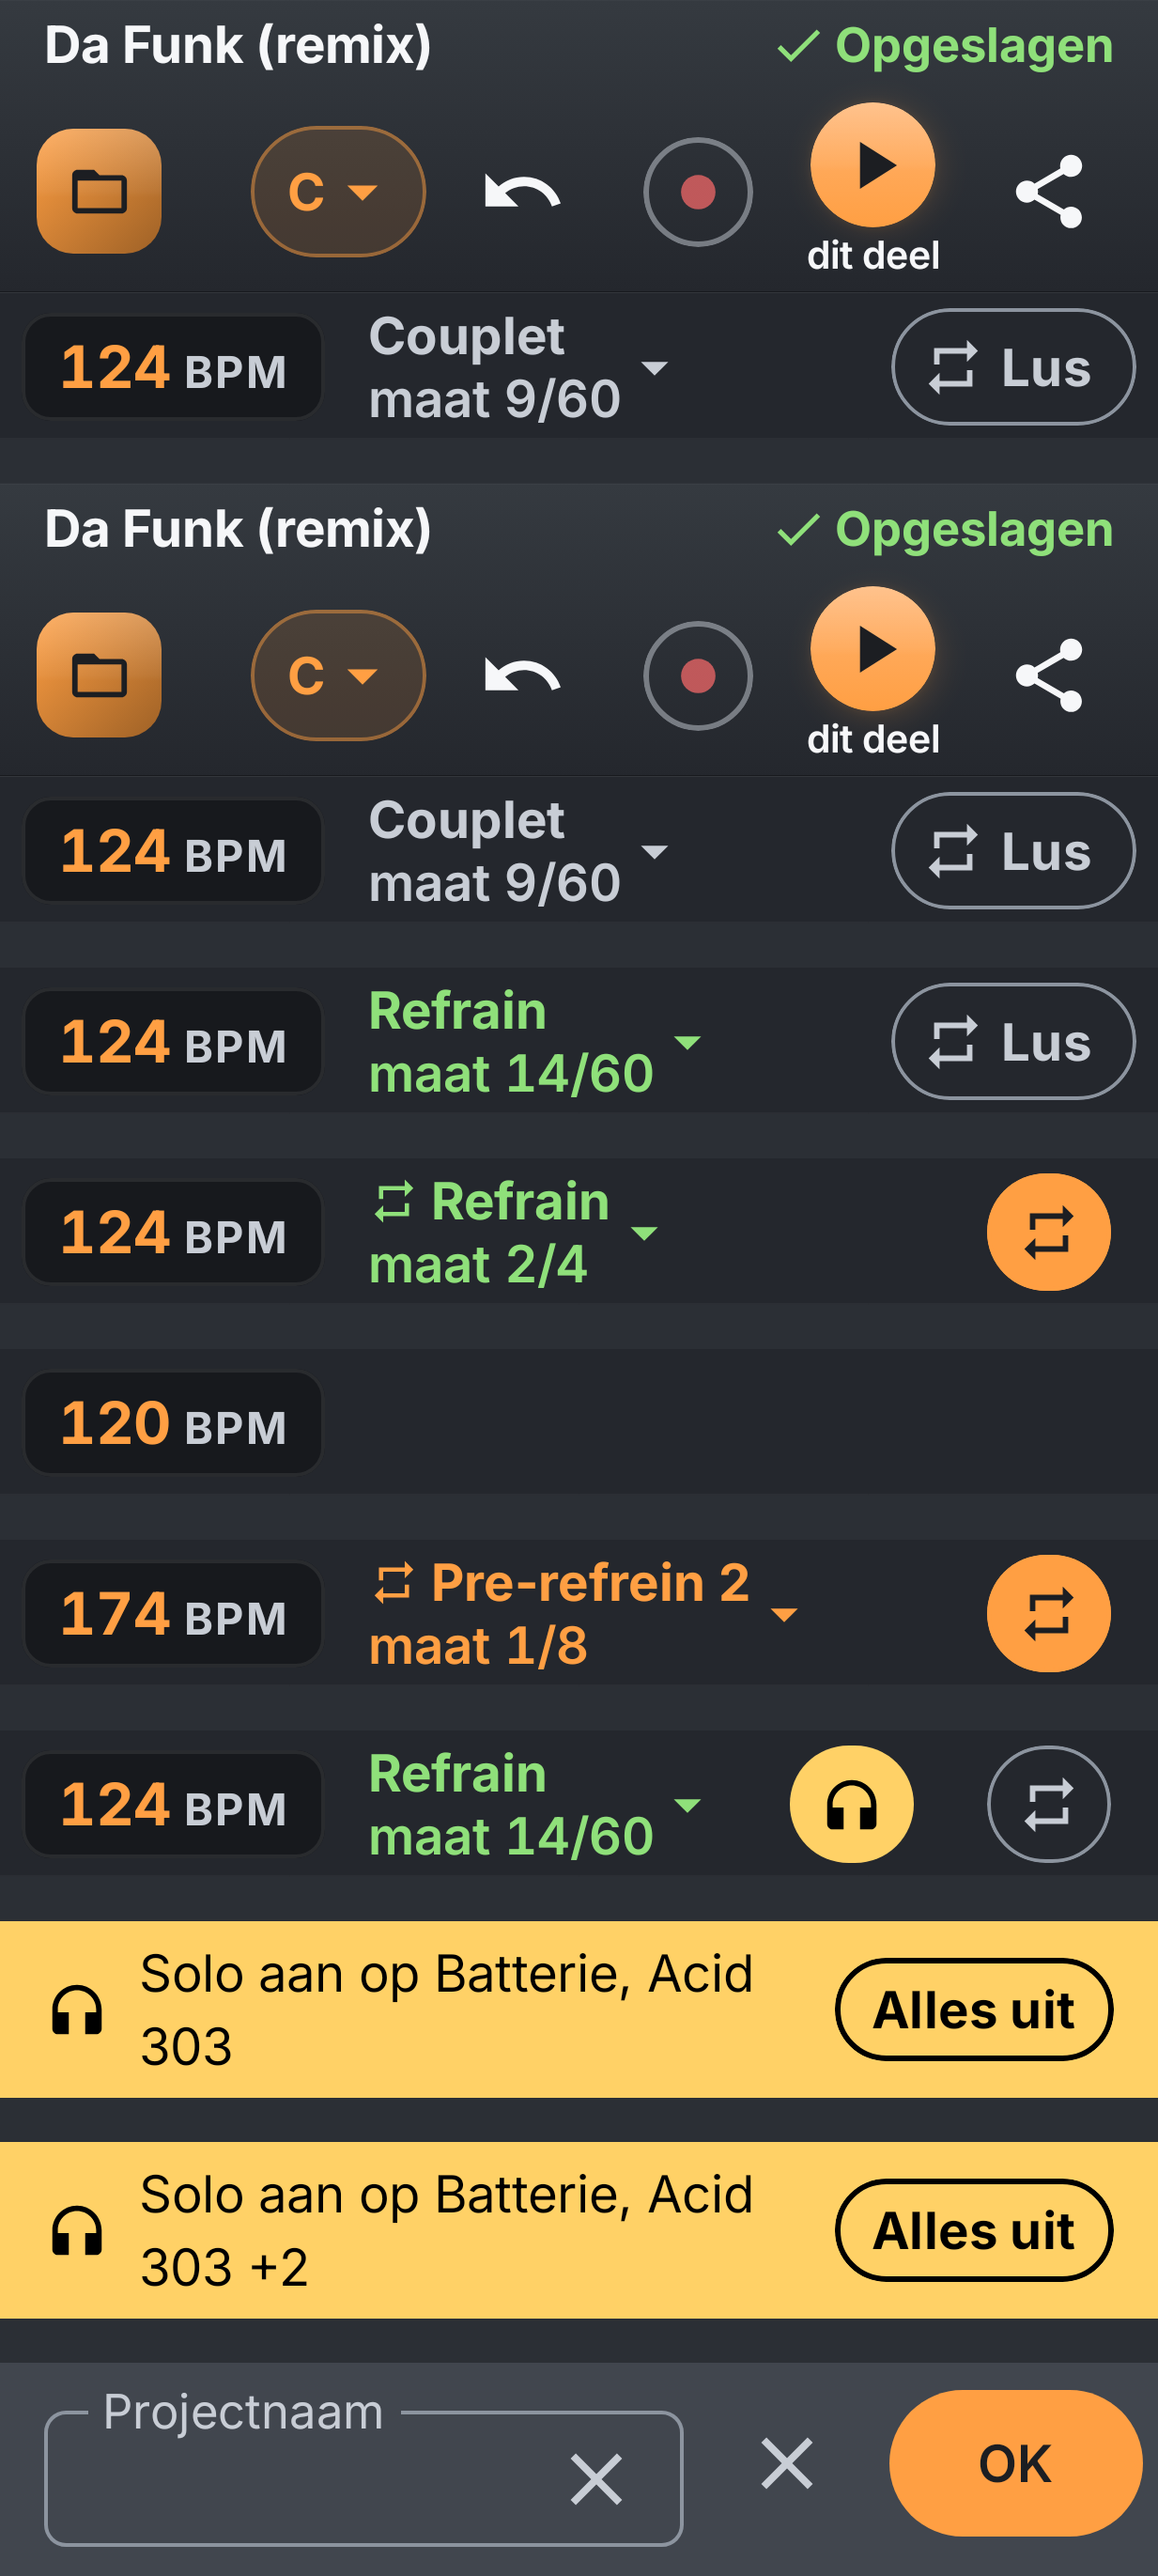 Da Funk (remix)
Opgeslagen
C
dit deel
124 BPM
Couplet
maat 9/60
Lus
Da Funk (remix)
Opgeslagen
C
dit deel
124 BPM
Couplet
maat 9/60
Lus
124 BPM
Refrain
maat 14/60
Lus
124 BPM
Refrain
maat 2/4
120 BPM
174 BPM
Pre-refrein 2
maat 1/8
124 BPM
Refrain
maat 14/60
Solo aan op Batterie, Acid
303
Alles uit
Solo aan op Batterie, Acid
303 +2
Alles uit
Projectnaam
OK